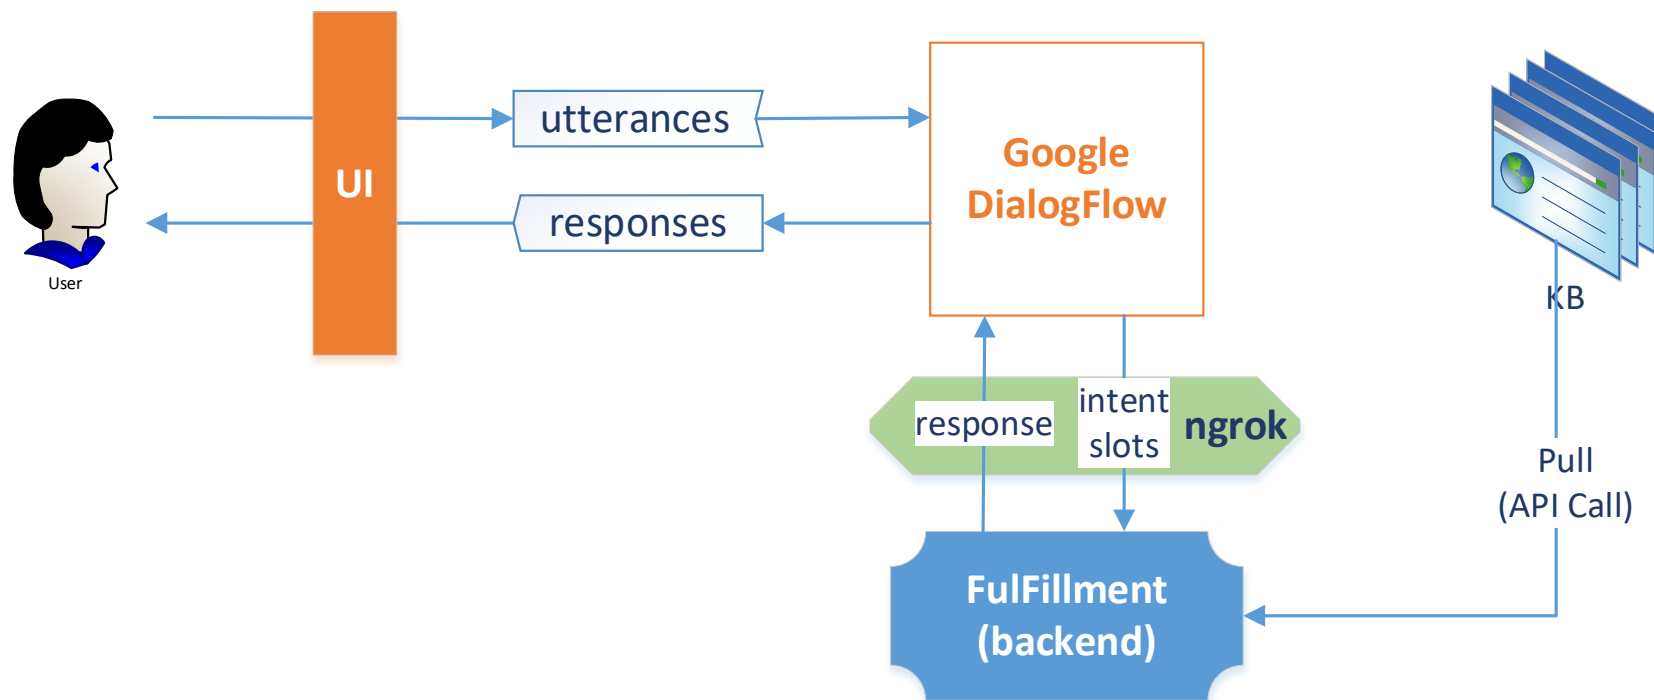 User
UI
utterances
responses
Google
DialogFlow
KB
response
intent
slots
ngrok
Pull
(API Call)
FulFillment
(backend)